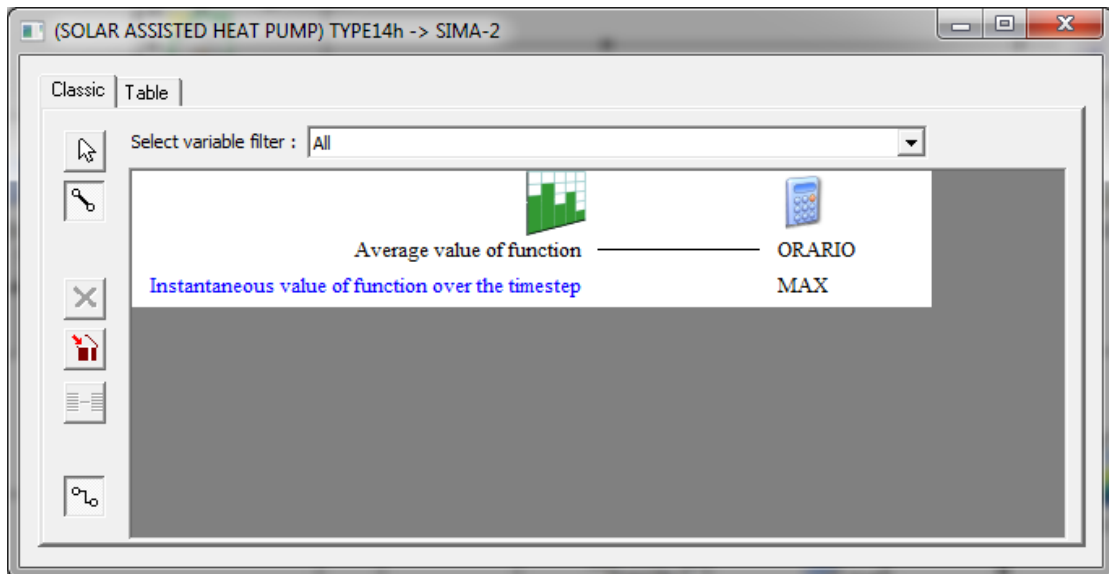 (SOLAR ASSISTED HEAT PUMP) TYPE14h -> SIMA-2
Classic Table
Select variable filter : All
Average value of function ORARIO
Instantaneous value of function over the timestep MAX